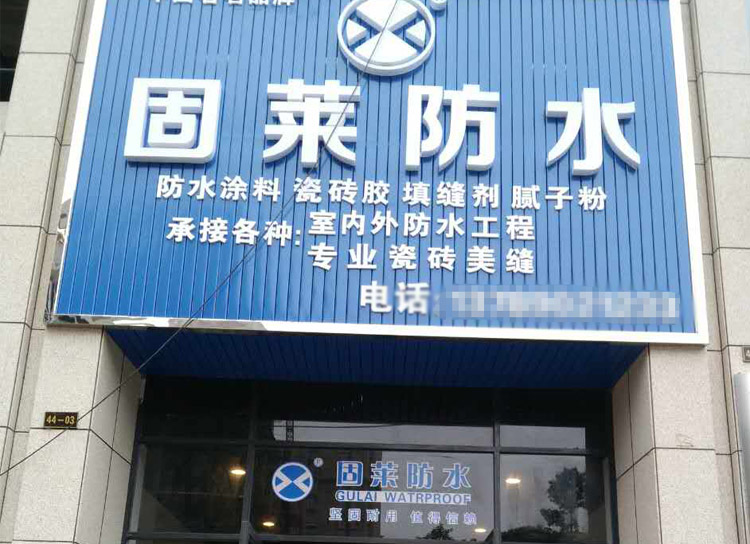 固莱防水
防水涂料 瓷砖胶 填缝剂 腻子粉
承接各种:室内外防水工程
专业瓷砖美缝
电话:
44-03
固莱防水
GULAI WATRPROOF
坚固耐用 值得信赖